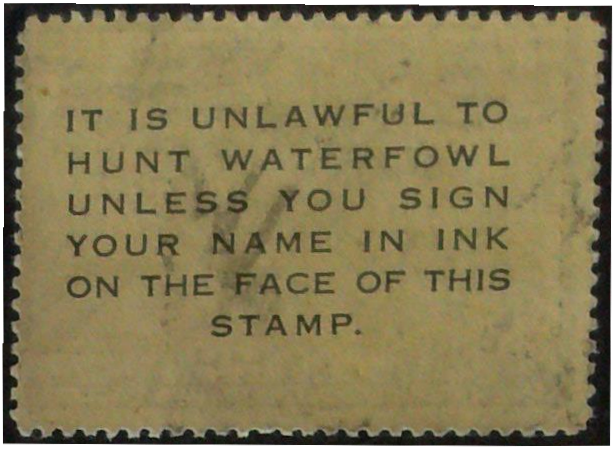 IT IS UNLAWFUL TO
HUNT WATERFOWL
UNLESS YOU SIGN
YOUR NAME IN INK
ON THE FACE OF THIS
STAMP.